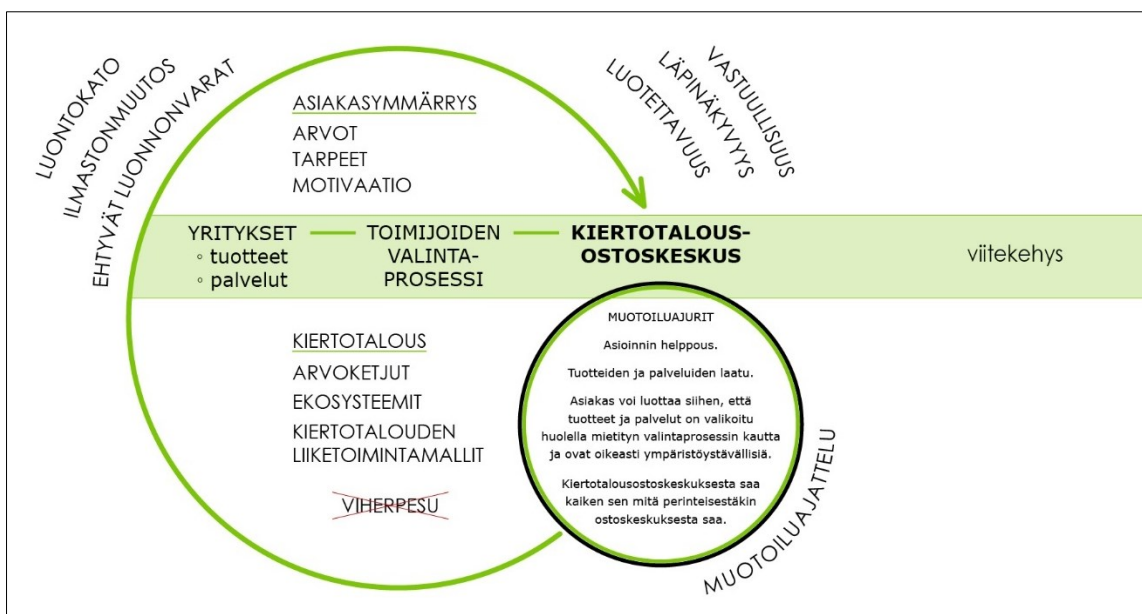 LUONTOKATO
ILMASTONMUUTOS
EHTYVÄT LUONNONVARAT
ASIAKASYMMÄRRYS
ARVOT
TARPEET
MOTIVAATIO
LUOTETTAVUUS
LÄPINÄKYVYYS
VASTUULLISUUS
YRITYKSET
◦ tuotteet
◦ palvelut
TOIMIJOIDEN
VALINTA-
PROSESSI
KIERTOTALOUS-
OSTOSKESKUS
viitekehys
KIERTOTALOUS
ARVOKETJUT
EKOSYSTEEMIT
KIERTOTALOUDEN
LIIKETOIMINTAMALLIT
VIHERPESU
MUOTOILUAJURIT
Asioinnin helppous.
Tuotteiden ja palveluiden laatu.
Asiakas voi luottaa siihen, että
tuotteet ja palvelut on valikoitu
huolella mietityn valintaprosessin kautta
ja ovat oikeasti ympäristöystävällisiä.
Kiertotalousostoskeskuksesta saa
kaiken sen mitä perinteisestäkin
ostoskeskuksesta saa.
MUOTOILUAJATTELU